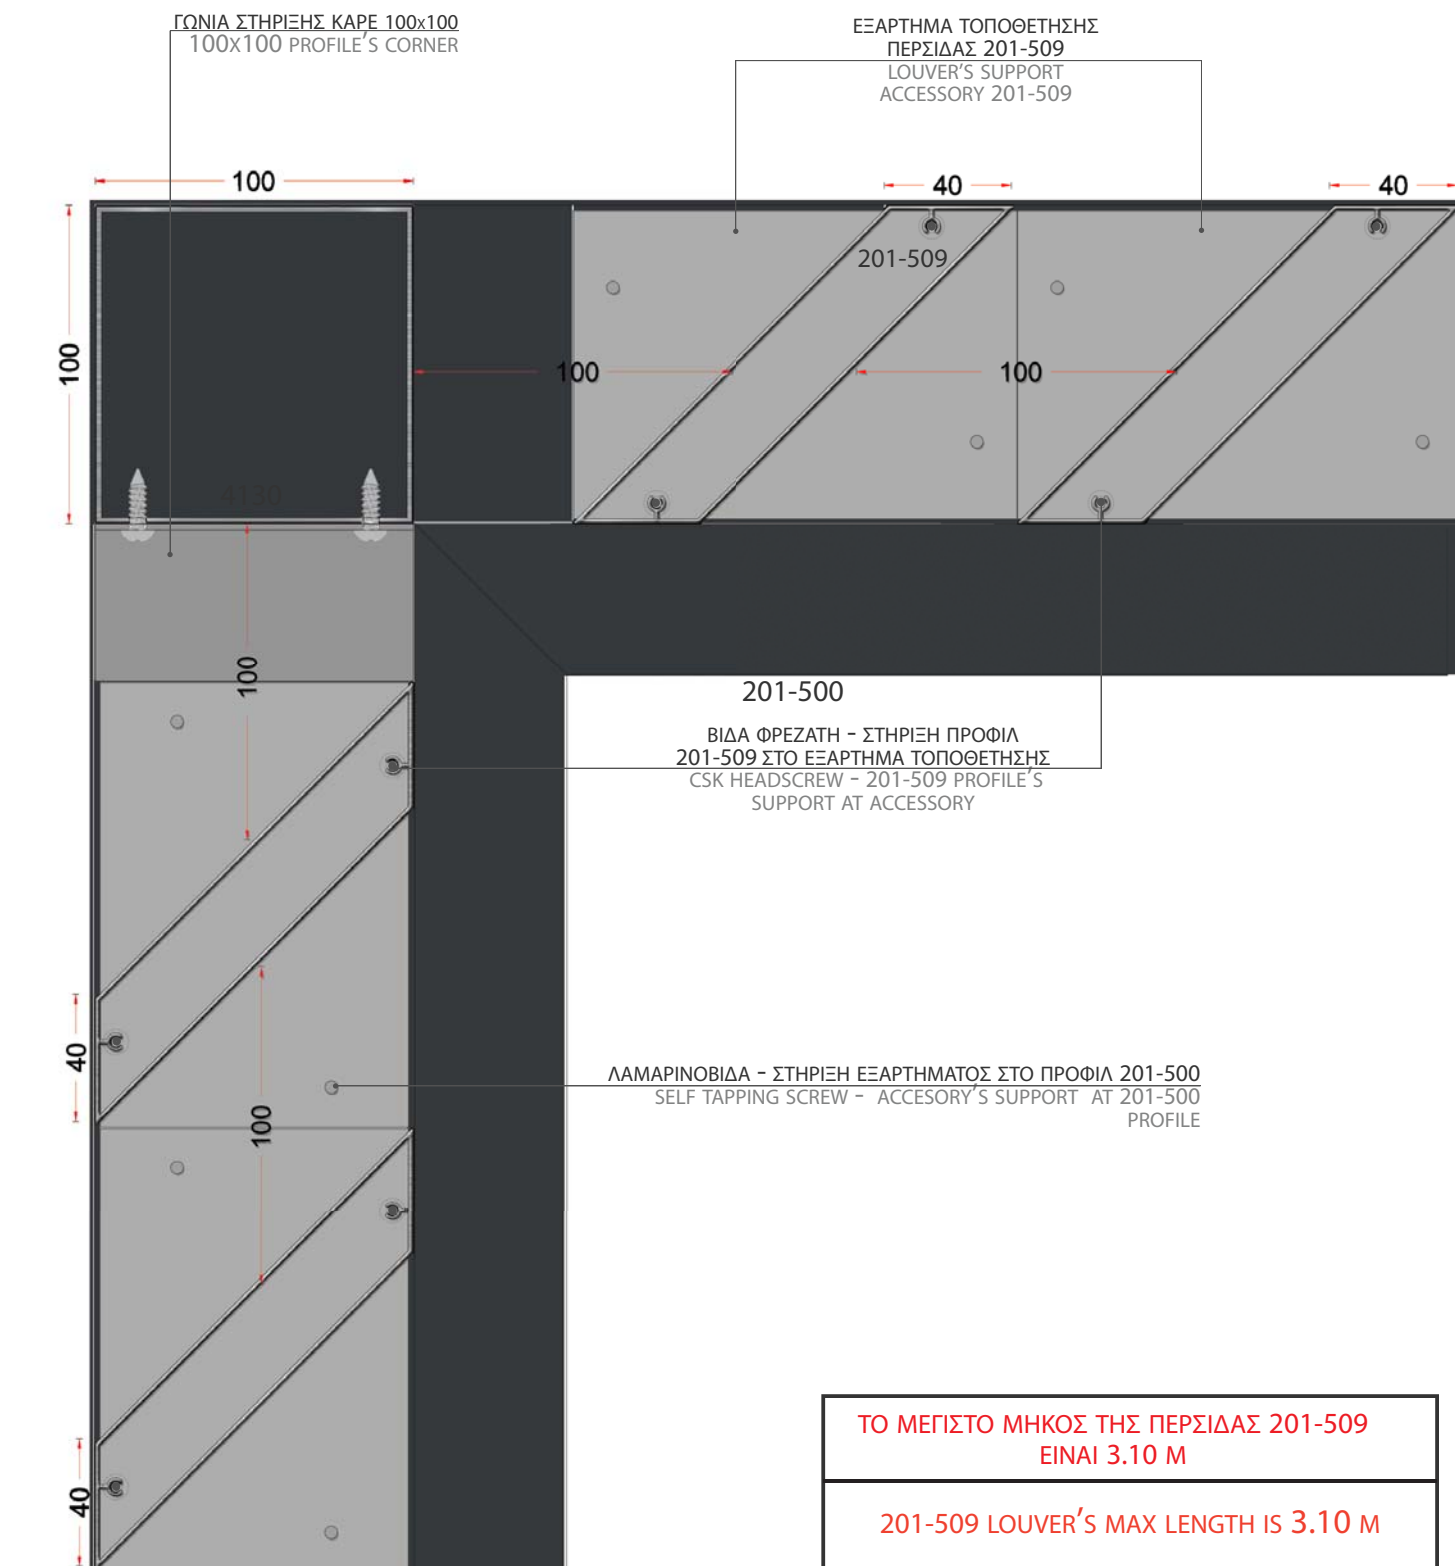 ΓΩΝΙΑ ΣΤΗΡΙΞΗΣ ΚΑΡΕ 100x100
100X100 PROFILE'S CORNER
ΕΞΑΡΤΗΜΑ ΤΟΠΟΘΕΤΗΣΗΣ
ΠΕΡΣΙΔΑΣ 201-509
LOUVER'S SUPPORT
ACCESSORY 201-509
100
40
40
100
201-509
100
100
4130
100
201-500
ΒΙΔΑ ΦΡΕΖΑΤΗ - ΣΤΗΡΙΞΗ ΠΡΟΦΙΛ
201-509 ΣΤΟ ΕΞΑΡΤΗΜΑ ΤΟΠΟΘΕΤΗΣΗΣ
CSK HEADSCREW - 201-509 PROFILE'S
SUPPORT AT ACCESSORY
40
ΛΑΜΑΡΙΝΟΒΙΔΑ - ΣΤΗΡΙΞΗ ΕΞΑΡΤΗΜΑΤΟΣ ΣΤΟ ΠΡΟΦΙΛ 201-500
SELF TAPPING SCREW - ACCESORY'S SUPPORT AT 201-500
PROFILE
100
40
ΤΟ ΜΕΓΙΣΤΟ ΜΗΚΟΣ ΤΗΣ ΠΕΡΣΙΔΑΣ 201-509
ΕΙΝΑΙ 3.10 Μ
201-509 LOUVER'S MAX LENGTH IS 3.10 M